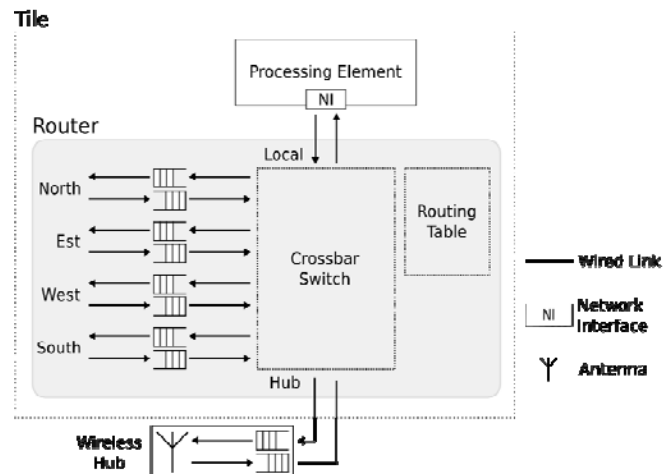 Tile
Processing Element
NI
Router
Local
North
Est
West
South
Crossbar
Switch
Routing
Table
Hub
Wired Link
NI
Network
Interface
Antenna
Wireless
Hub